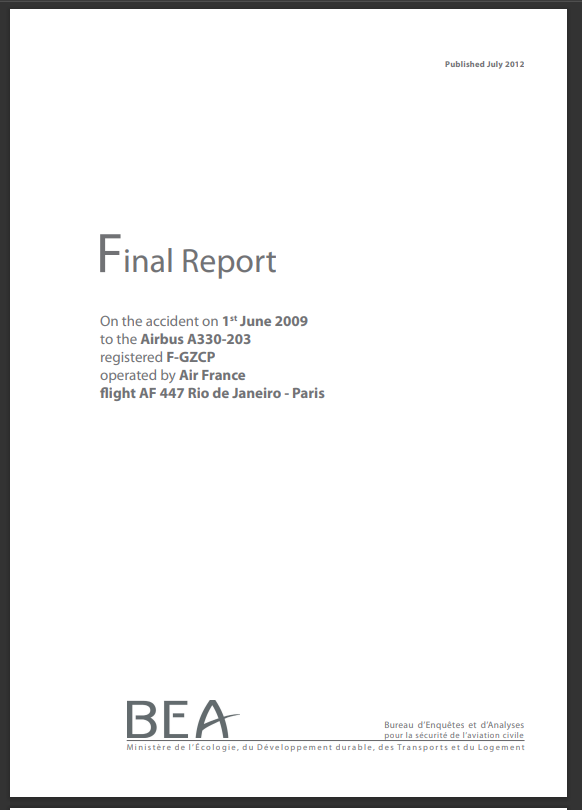 Published July 2012
Final Report
On the accident on 1st June 2009
to the Airbus A330-203
registered F-GZCP
operated by Air France
flight AF 447 Rio de Janeiro - Paris
BEA
Bureau d'Enquêtes et d'Analyses
pour la sécurité de l'aviation civile
Ministère de l'Écologie, du Développement durable, des Transports et du Logement